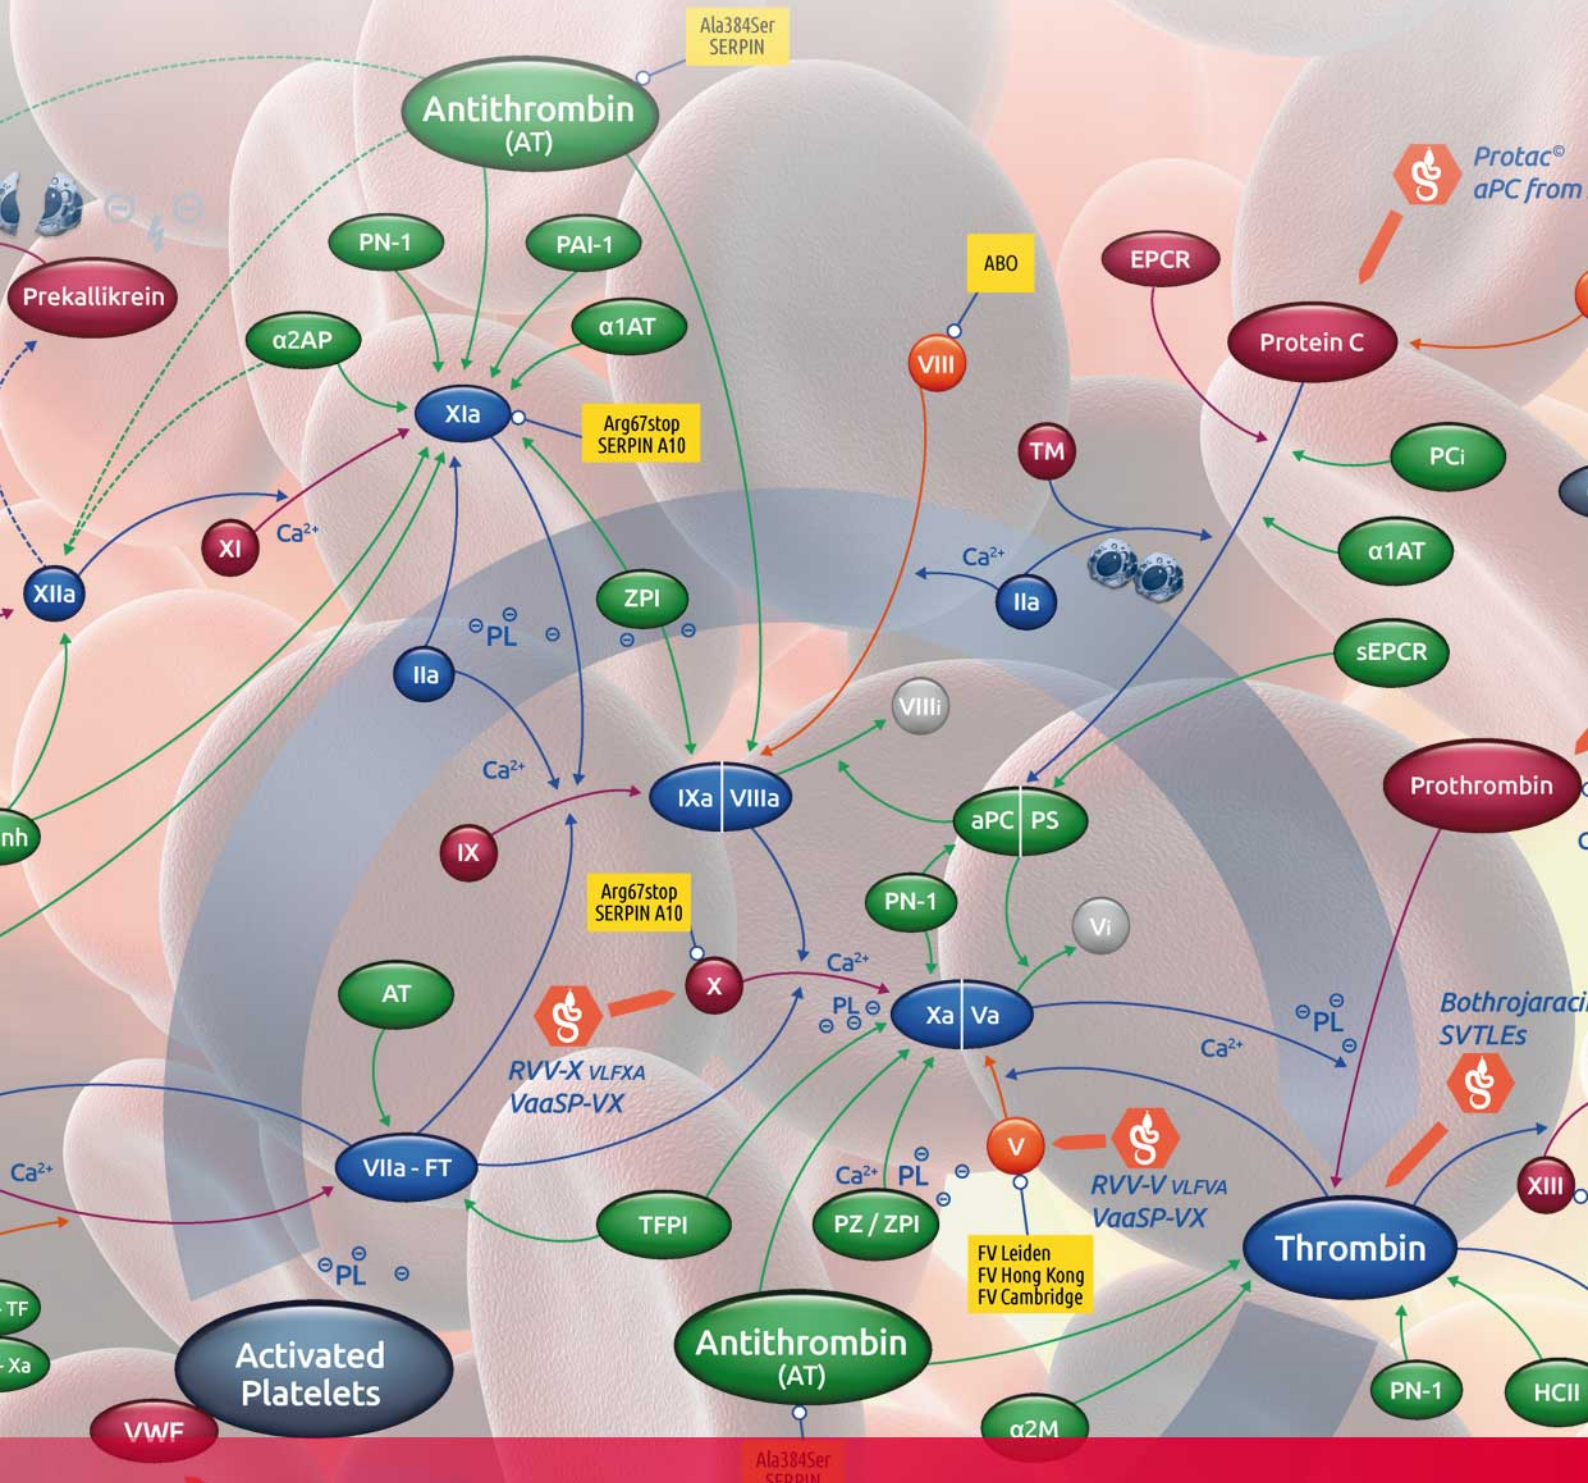 Ala384Ser
SERPIN
Antithrombin
(AT)
Protac©
aPC from
PN-1
PAI-1
ABO
EPCR
Prekallikrein
α2AP
α1AT
VIII
Protein C
XIa
Arg67stop
SERPIN A10
TM
PCi
XI
Ca²⁺
Ca²⁺
α1AT
XIIa
ZPI
IIa
⊖PL ⊖
⊖
⊖ ⊖
sEPCR
IIa
VIIIi
Ca²⁺
IXa
VIIIa
Prothrombin
aPC
PS
nh
IX
Arg67stop
SERPIN A10
PN-1
Vi
Ca²⁺
AT
X
PL ⊖
⊖ ⊖
Xa
Va
⊖PL
⊖
⊖
Bothrojaraci
SVTLEs
Ca²⁺
RVV-X VLFXA
VaaSP-VX
V
VIIa - FT
Ca²⁺
Ca²⁺
PL
⊖
⊖
⊖
RVV-V VLFVA
VaaSP-VX
XIII
TFPI
PZ / ZPI
Thrombin
⊖PL ⊖
⊖
FV Leiden
FV Hong Kong
FV Cambridge
- TF
- Xa
Activated
Platelets
Antithrombin
(AT)
PN-1
HCII
VWF
α2M
Ala384Ser
SERPIN